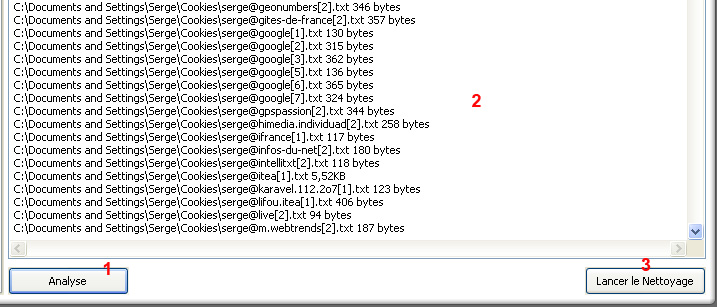 C:\Documents and Settings\Serge\Cookies\serge@geonumbers[2].txt 346 bytes
C:\Documents and Settings\Serge\Cookies\serge@gites-de-france[2].txt 357 bytes
C:\Documents and Settings\Serge\Cookies\serge@google[1].txt 130 bytes
C:\Documents and Settings\Serge\Cookies\serge@google[2].txt 315 bytes
C:\Documents and Settings\Serge\Cookies\serge@google[3].txt 362 bytes
C:\Documents and Settings\Serge\Cookies\serge@google[5].txt 136 bytes
C:\Documents and Settings\Serge\Cookies\serge@google[6].txt 365 bytes
C:\Documents and Settings\Serge\Cookies\serge@google[7].txt 324 bytes
C:\Documents and Settings\Serge\Cookies\serge@gpspassion[2].txt 344 bytes
2
C:\Documents and Settings\Serge\Cookies\serge@himedia.individuad[2].txt 258 bytes
C:\Documents and Settings\Serge\Cookies\serge@ifrance[1].txt 117 bytes
C:\Documents and Settings\Serge\Cookies\serge@infos-du-net[2].txt 180 bytes
C:\Documents and Settings\Serge\Cookies\serge@intellitxt[2].txt 118 bytes
C:\Documents and Settings\Serge\Cookies\serge@itea[1].txt 5,52KB
C:\Documents and Settings\Serge\Cookies\serge@karavel.112.2o7[1].txt 123 bytes
C:\Documents and Settings\Serge\Cookies\serge@lifou.itea[1].txt 406 bytes
C:\Documents and Settings\Serge\Cookies\serge@live[2].txt 94 bytes
C:\Documents and Settings\Serge\Cookies\serge@m.webtrends[2].txt 187 bytes
1
3
Analyse
Lancer le Nettoyage